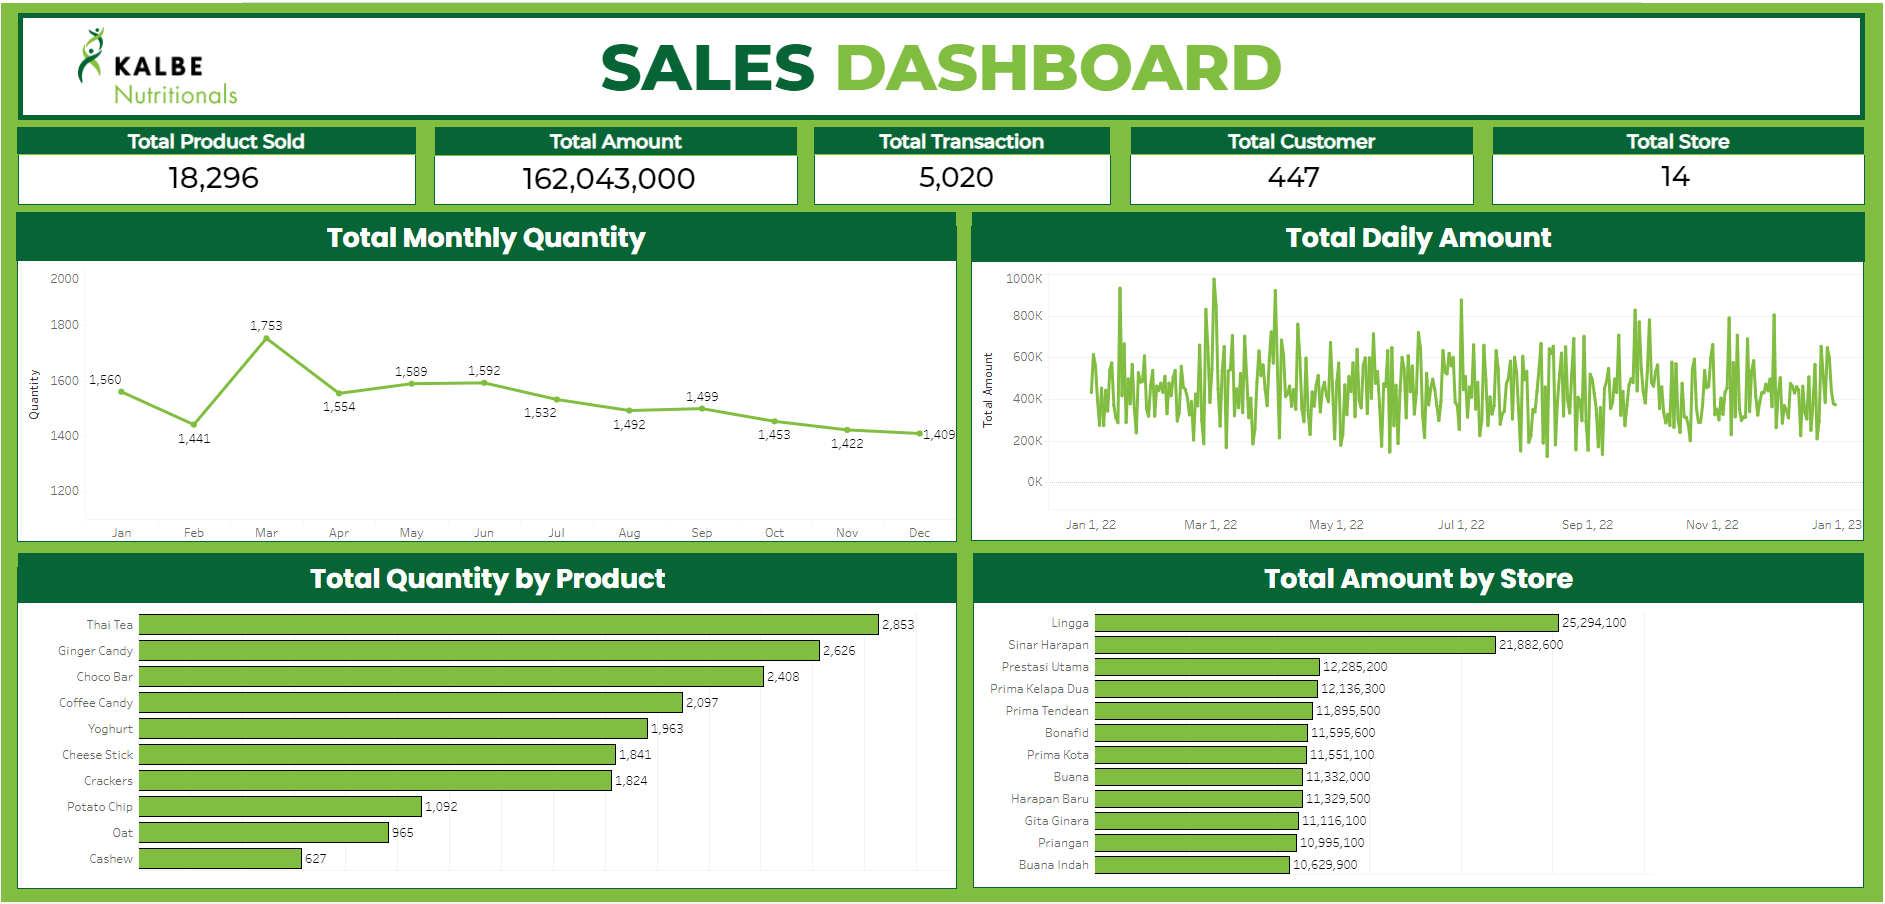 KALBE
Nutritionals
SALES DASHBOARD
Total Product Sold
18,296
Total Amount
162,043,000
Total Transaction
5,020
Total Customer
447
Total Store
14
Total Monthly Quantity
Quantity
2000
1800
1600
1400
1200
1,560
1,441
1,753
1,554
1,589
1,592
1,532
1,492
1,499
1,453
1,422
1,409
Jan Feb Mar Apr May Jun Jul Aug Sep Oct Nov Dec
Total Daily Amount
Total Amount
1000K
800K
600K
400K
200K
0K
Jan 1, 22 Mar 1, 22 May 1, 22 Jul 1, 22 Sep 1, 22 Nov 1, 22 Jan 1, 23
Total Quantity by Product
Thai Tea 2,853
Ginger Candy 2,626
Choco Bar 2,408
Coffee Candy 2,097
Yoghurt 1,963
Cheese Stick 1,841
Crackers 1,824
Potato Chip 1,092
Oat 965
Cashew 627
Total Amount by Store
Lingga 25,294,100
Sinar Harapan 21,882,600
Prestasi Utama 12,285,200
Prima Kelapa Dua 12,136,300
Prima Tendean 11,895,500
Bonafid 11,595,600
Prima Kota 11,551,100
Buana 11,332,000
Harapan Baru 11,329,500
Gita Ginara 11,116,100
Priangan 10,995,100
Buana Indah 10,629,900